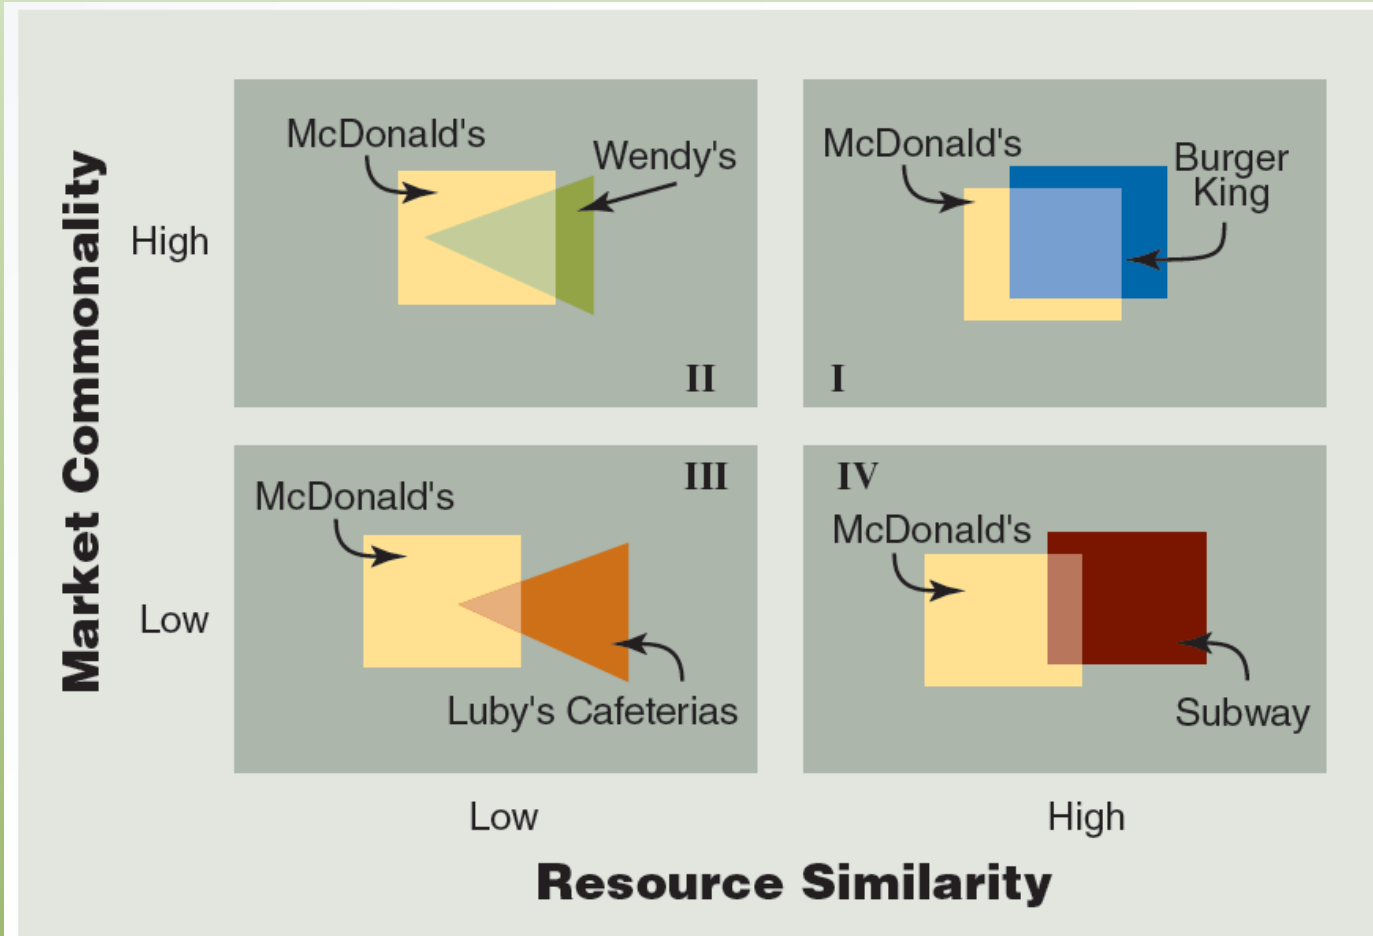 Market Commonality
High
McDonald's
Wendy's
II
McDonald's
Burger
King
I
Low
McDonald's
III
Luby's Cafeterias
IV
McDonald's
Subway
Low
High
Resource Similarity